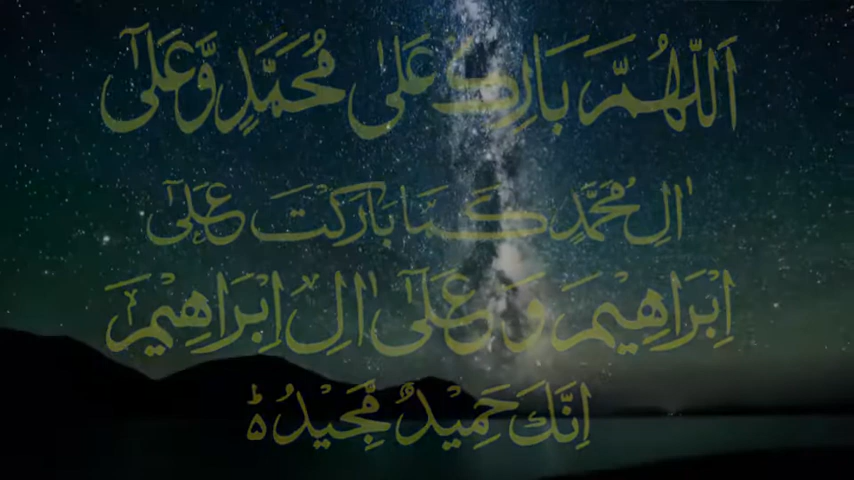 اَللّٰهُمَّ بَارِكْ عَلٰى مُحَمَّدٍ وَّعَلٰٓى
اٰلِ مُحَمَّدٍ كَمَا بَارَكْتَ عَلٰٓى
اِبْرَاهِيْمَ وَعَلٰٓى اٰلِ اِبْرَاهِيْمَ
اِنَّكَ حَمِيْدٌ مَّجِيْدٌ ؕ